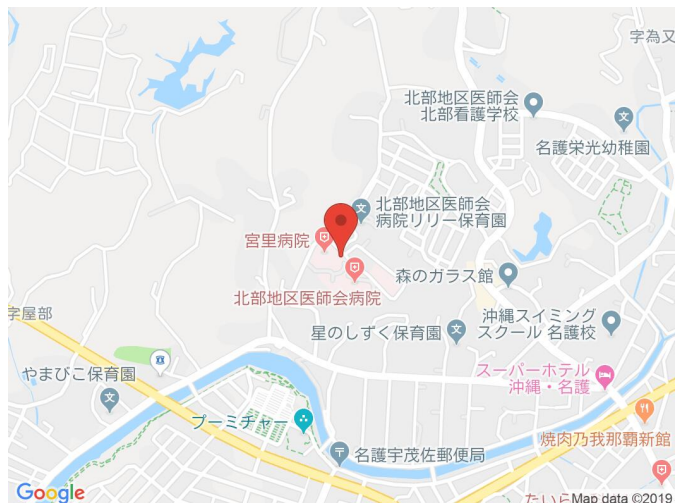 字為又
北部地区医師会
北部看護学校
名護栄光幼稚園
北部地区医師会
病院リリー保育園
宮里病院
北部地区医師会病院
森のガラス館
字屋部
星のしずく保育園
沖縄スイミング
スクール 名護校
やまびこ保育園
スーパーホテル
沖縄・名護
プーミチャー
焼肉乃我那覇新館
名護宇茂佐郵便局
たいら
Google
Map data ©2019